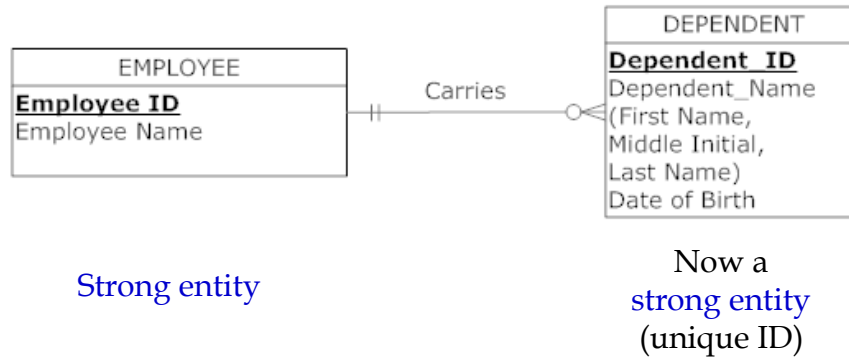 EMPLOYEE
Employee ID
Employee Name
Carries
DEPENDENT
Dependent_ID
Dependent_Name
(First Name,
Middle Initial,
Last Name)
Date of Birth
Strong entity
Now a
strong entity
(unique ID)